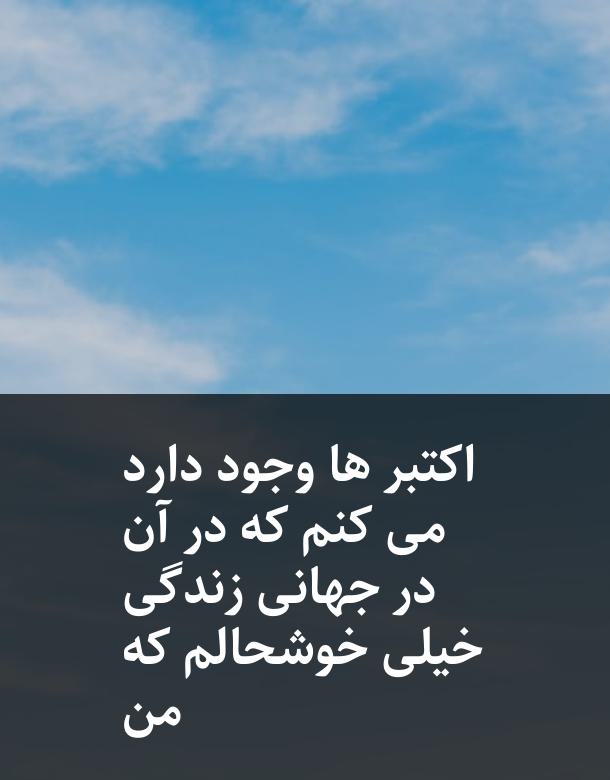 اکتبر ها وجود دارد
می کنم که در آن
در جهانی زندگی
خیلی خوشحالم که
من